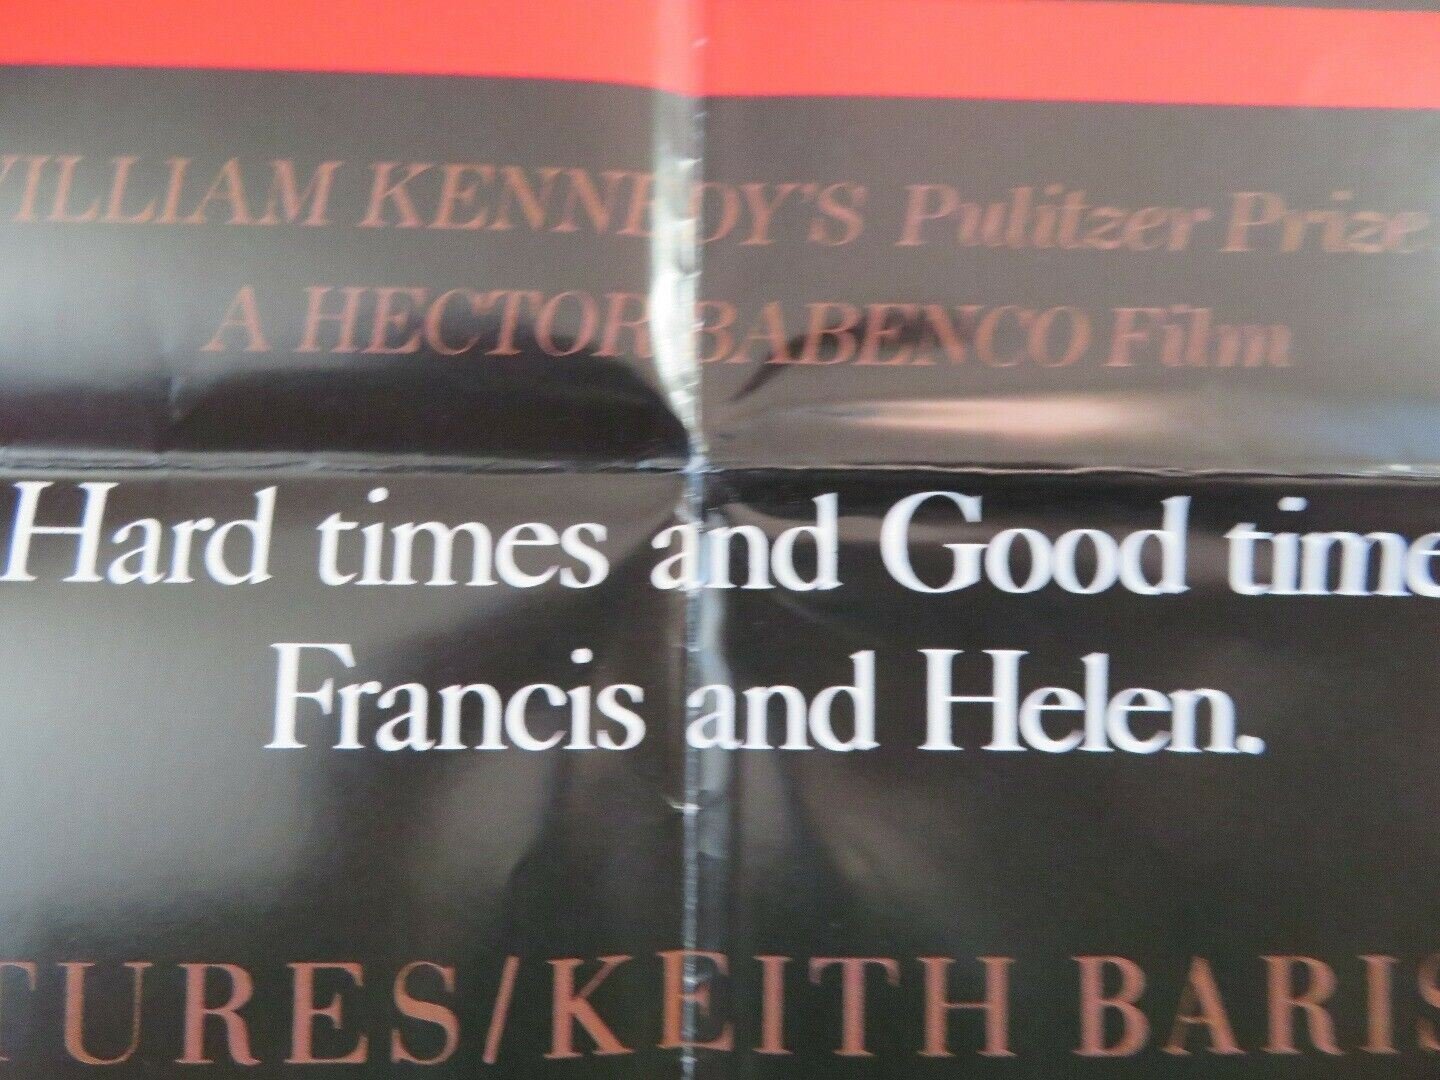 WILLIAM KENNEDY'S Pulitzer Prize
A HECTOR BABENCO Film
Hard times and Good time
Francis and Helen.
TURES/KEITH BARIS